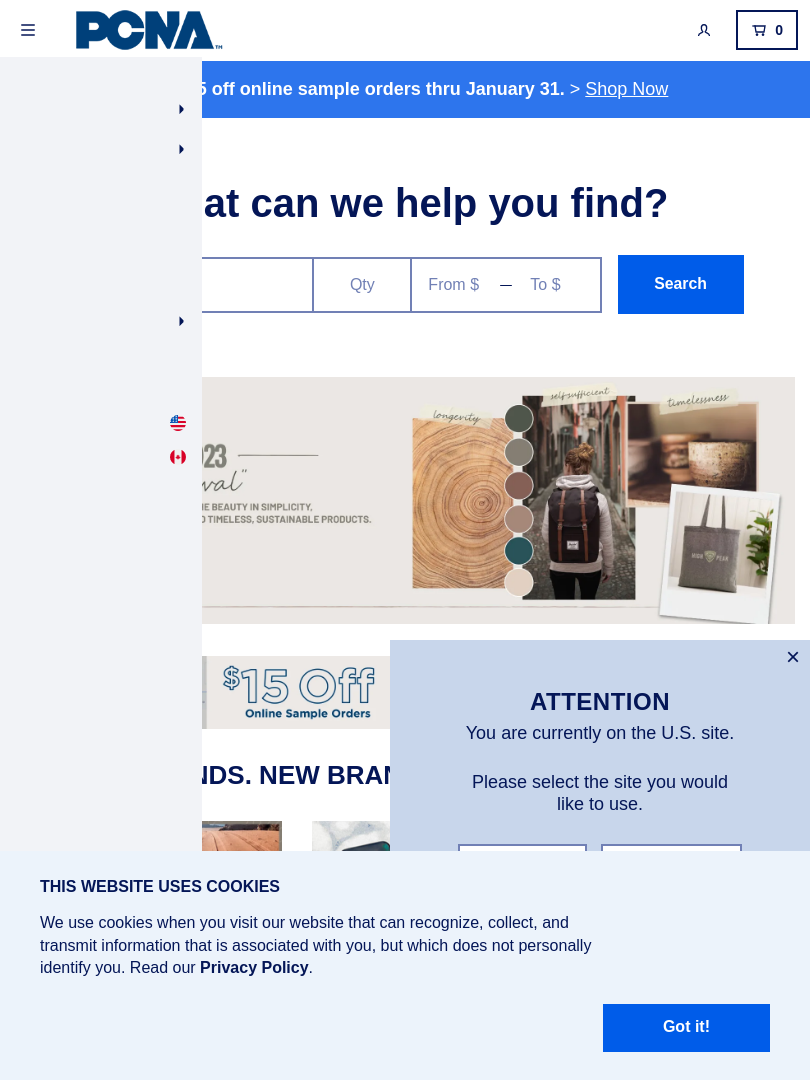 PCNA™
0
5 off online sample orders thru January 31. > Shop Now
at can we help you find?
Qty
From $ — To $
Search
longevity
self-sufficient
timelessness
023
wal"
HE BEAUTY IN SIMPLICITY,
D TIMELESS, SUSTAINABLE PRODUCTS.
$15 Off
Online Sample Orders
ATTENTION
You are currently on the U.S. site.
Please select the site you would
like to use.
NDS. NEW BRAN
THIS WEBSITE USES COOKIES
We use cookies when you visit our website that can recognize, collect, and
transmit information that is associated with you, but which does not personally
identify you. Read our Privacy Policy.
Got it!